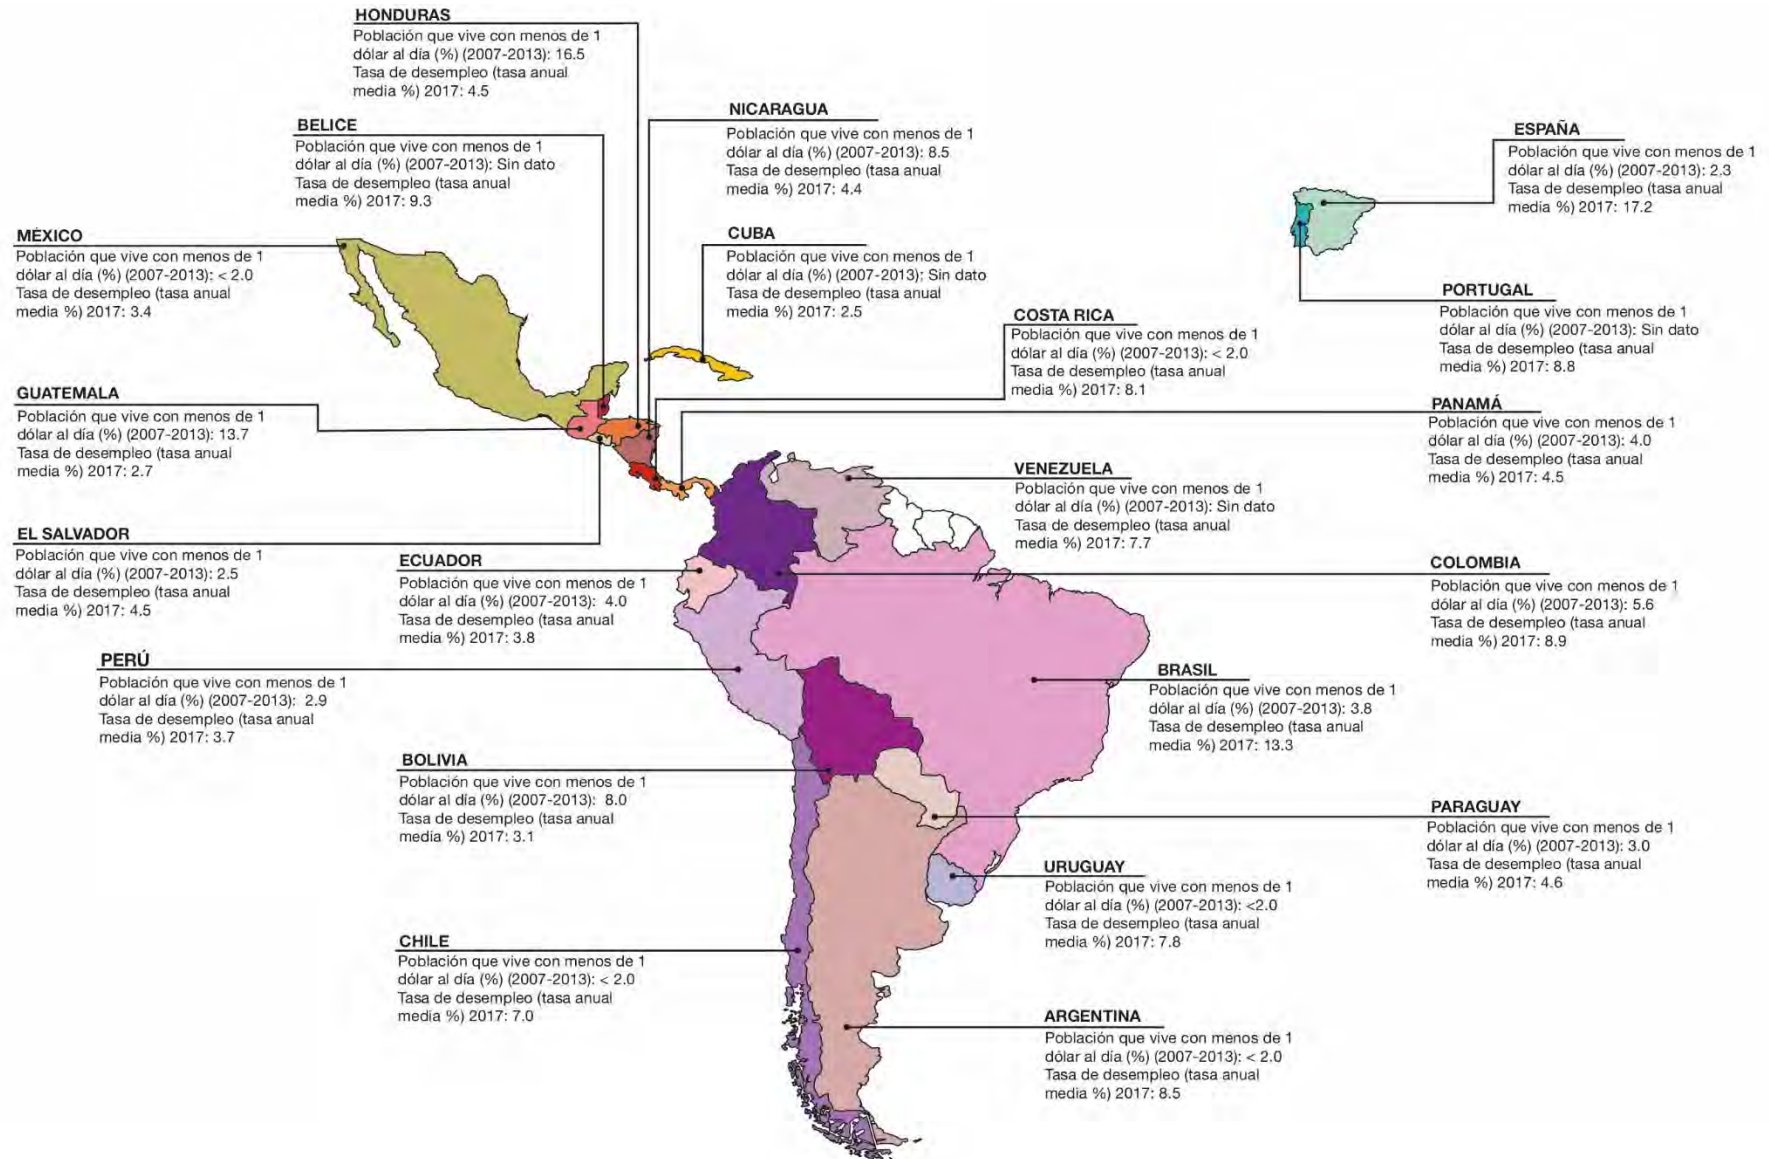 HONDURAS
Población que vive con menos de 1
dólar al día (%) (2007-2013): 16.5
Tasa de desempleo (tasa anual
media %) 2017: 4.5
NICARAGUA
Población que vive con menos de 1
dólar al día (%) (2007-2013): 8.5
Tasa de desempleo (tasa anual
media %) 2017: 4.4
BELICE
Población que vive con menos de 1
dólar al día (%) (2007-2013): Sin dato
Tasa de desempleo (tasa anual
media %) 2017: 9.3
ESPAÑA
Población que vive con menos de 1
dólar al día (%) (2007-2013): 2.3
Tasa de desempleo (tasa anual
media %) 2017: 17.2
MÉXICO
Población que vive con menos de 1
dólar al día (%) (2007-2013): < 2.0
Tasa de desempleo (tasa anual
media %) 2017: 3.4
CUBA
Población que vive con menos de 1
dólar al día (%) (2007-2013): Sin dato
Tasa de desempleo (tasa anual
media %) 2017: 2.5
PORTUGAL
Población que vive con menos de 1
dólar al día (%) (2007-2013): Sin dato
Tasa de desempleo (tasa anual
media %) 2017: 8.8
COSTA RICA
Población que vive con menos de 1
dólar al día (%) (2007-2013): < 2.0
Tasa de desempleo (tasa anual
media %) 2017: 8.1
GUATEMALA
Población que vive con menos de 1
dólar al día (%) (2007-2013): 13.7
Tasa de desempleo (tasa anual
media %) 2017: 2.7
PANAMÁ
Población que vive con menos de 1
dólar al día (%) (2007-2013): 4.0
Tasa de desempleo (tasa anual
media %) 2017: 4.5
VENEZUELA
Población que vive con menos de 1
dólar al día (%) (2007-2013): Sin dato
Tasa de desempleo (tasa anual
media %) 2017: 7.7
EL SALVADOR
Población que vive con menos de 1
dólar al día (%) (2007-2013): 2.5
Tasa de desempleo (tasa anual
media %) 2017: 4.5
ECUADOR
Población que vive con menos de 1
dólar al día (%) (2007-2013): 4.0
Tasa de desempleo (tasa anual
media %) 2017: 3.8
COLOMBIA
Población que vive con menos de 1
dólar al día (%) (2007-2013): 5.6
Tasa de desempleo (tasa anual
media %) 2017: 8.9
PERÚ
Población que vive con menos de 1
dólar al día (%) (2007-2013): 2.9
Tasa de desempleo (tasa anual
media %) 2017: 3.7
BRASIL
Población que vive con menos de 1
dólar al día (%) (2007-2013): 3.8
Tasa de desempleo (tasa anual
media %) 2017: 13.3
BOLIVIA
Población que vive con menos de 1
dólar al día (%) (2007-2013): 8.0
Tasa de desempleo (tasa anual
media %) 2017: 3.1
PARAGUAY
Población que vive con menos de 1
dólar al día (%) (2007-2013): 3.0
Tasa de desempleo (tasa anual
media %) 2017: 4.6
URUGUAY
Población que vive con menos de 1
dólar al día (%) (2007-2013): <2.0
Tasa de desempleo (tasa anual
media %) 2017: 7.8
CHILE
Población que vive con menos de 1
dólar al día (%) (2007-2013): < 2.0
Tasa de desempleo (tasa anual
media %) 2017: 7.0
ARGENTINA
Población que vive con menos de 1
dólar al día (%) (2007-2013): < 2.0
Tasa de desempleo (tasa anual
media %) 2017: 8.5